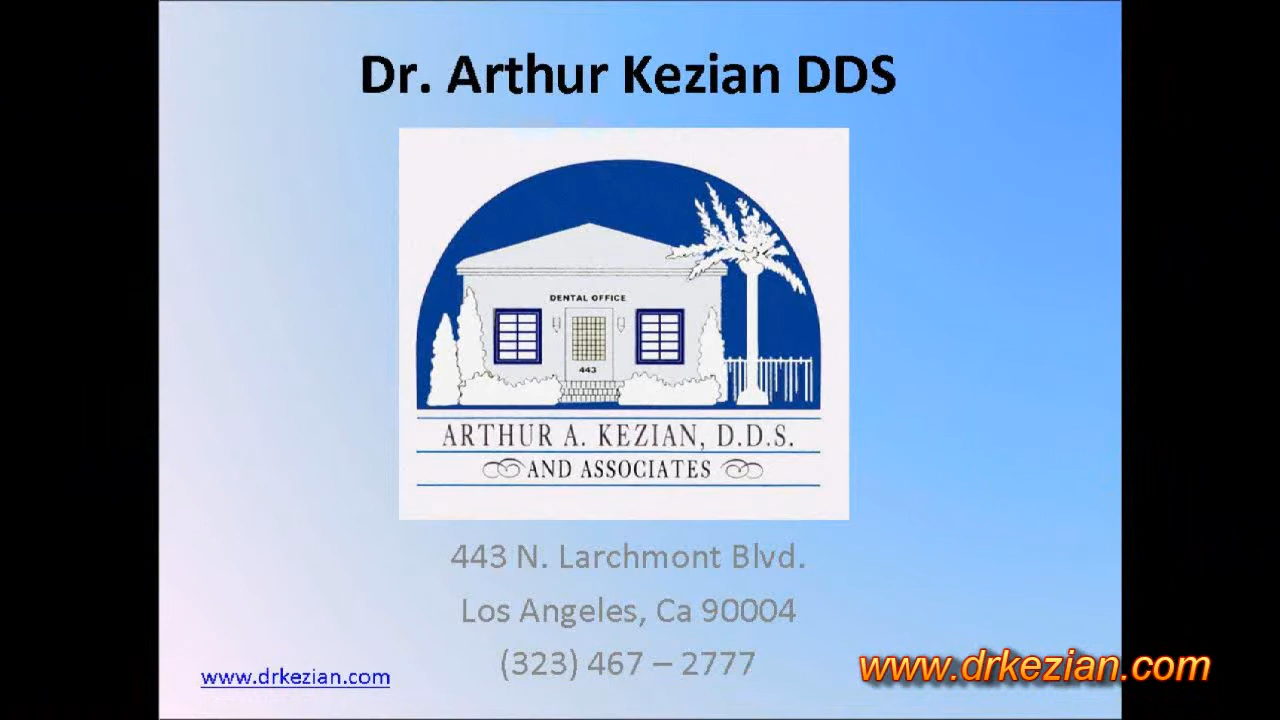 Dr. Arthur Kezian DDS
DENTAL OFFICE
443
ARTHUR A. KEZIAN, D.D.S.
AND ASSOCIATES
443 N. Larchmont Blvd.
Los Angeles, Ca 90004
(323) 467 – 2777
www.drkezian.com
www.drkezian.com